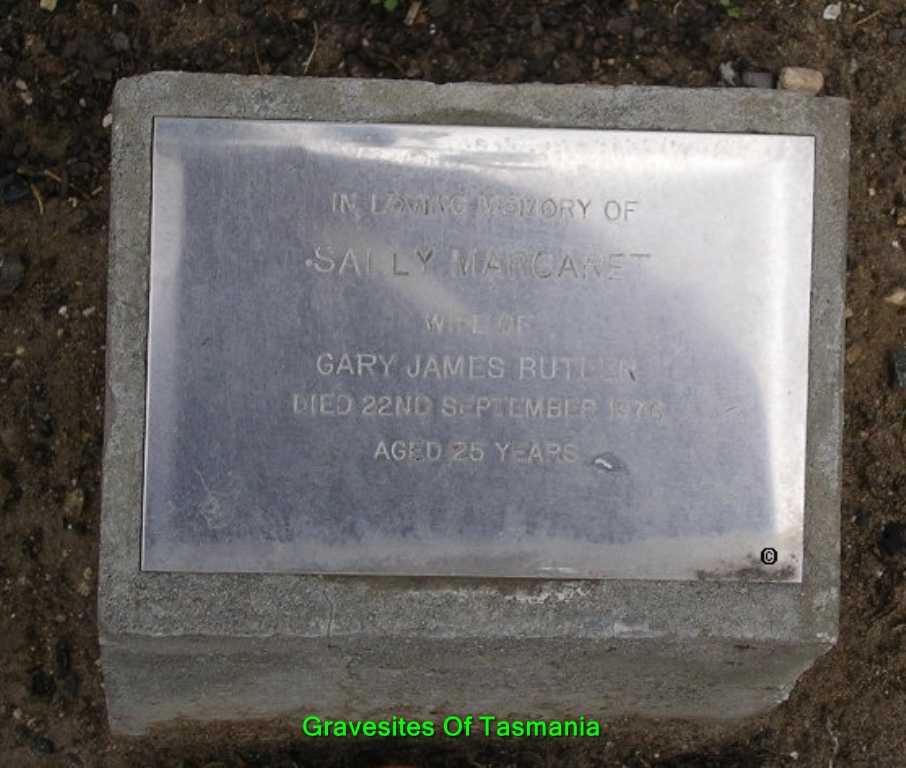 IN LOVING MEMORY OF
SALLY MARGARET
WIFE OF
GARY JAMES BUTLER
DIED 22ND SEPTEMBER
AGED 25 YEARS
©
Gravesites Of Tasmania